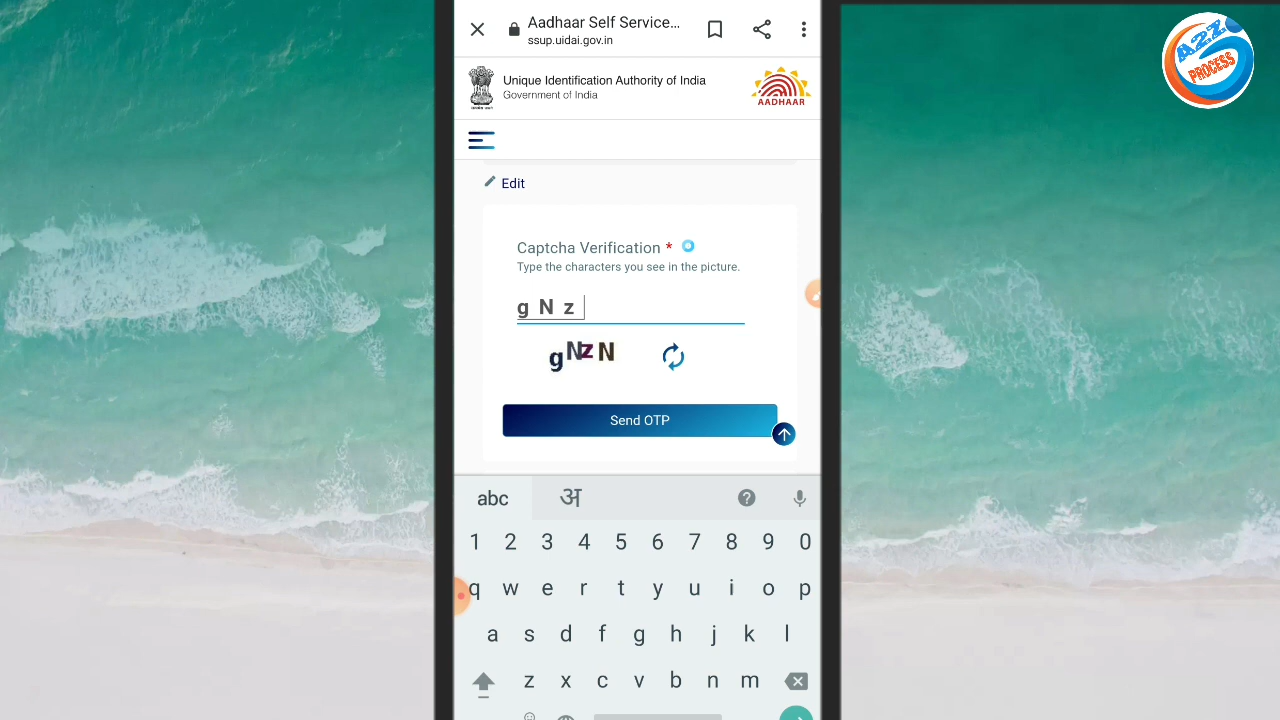 Aadhaar Self Service...
ssup.uidai.gov.in
A2Z
PROCESS
Unique Identification Authority of India
Government of India
AADHAAR
Edit
Captcha Verification *
Type the characters you see in the picture.
g N z
gNzN
Send OTP
abc अ ?
1 2 3 4 5 6 7 8 9 0
q w e r t y u i o p
a s d f g h j k l
z x c v b n m